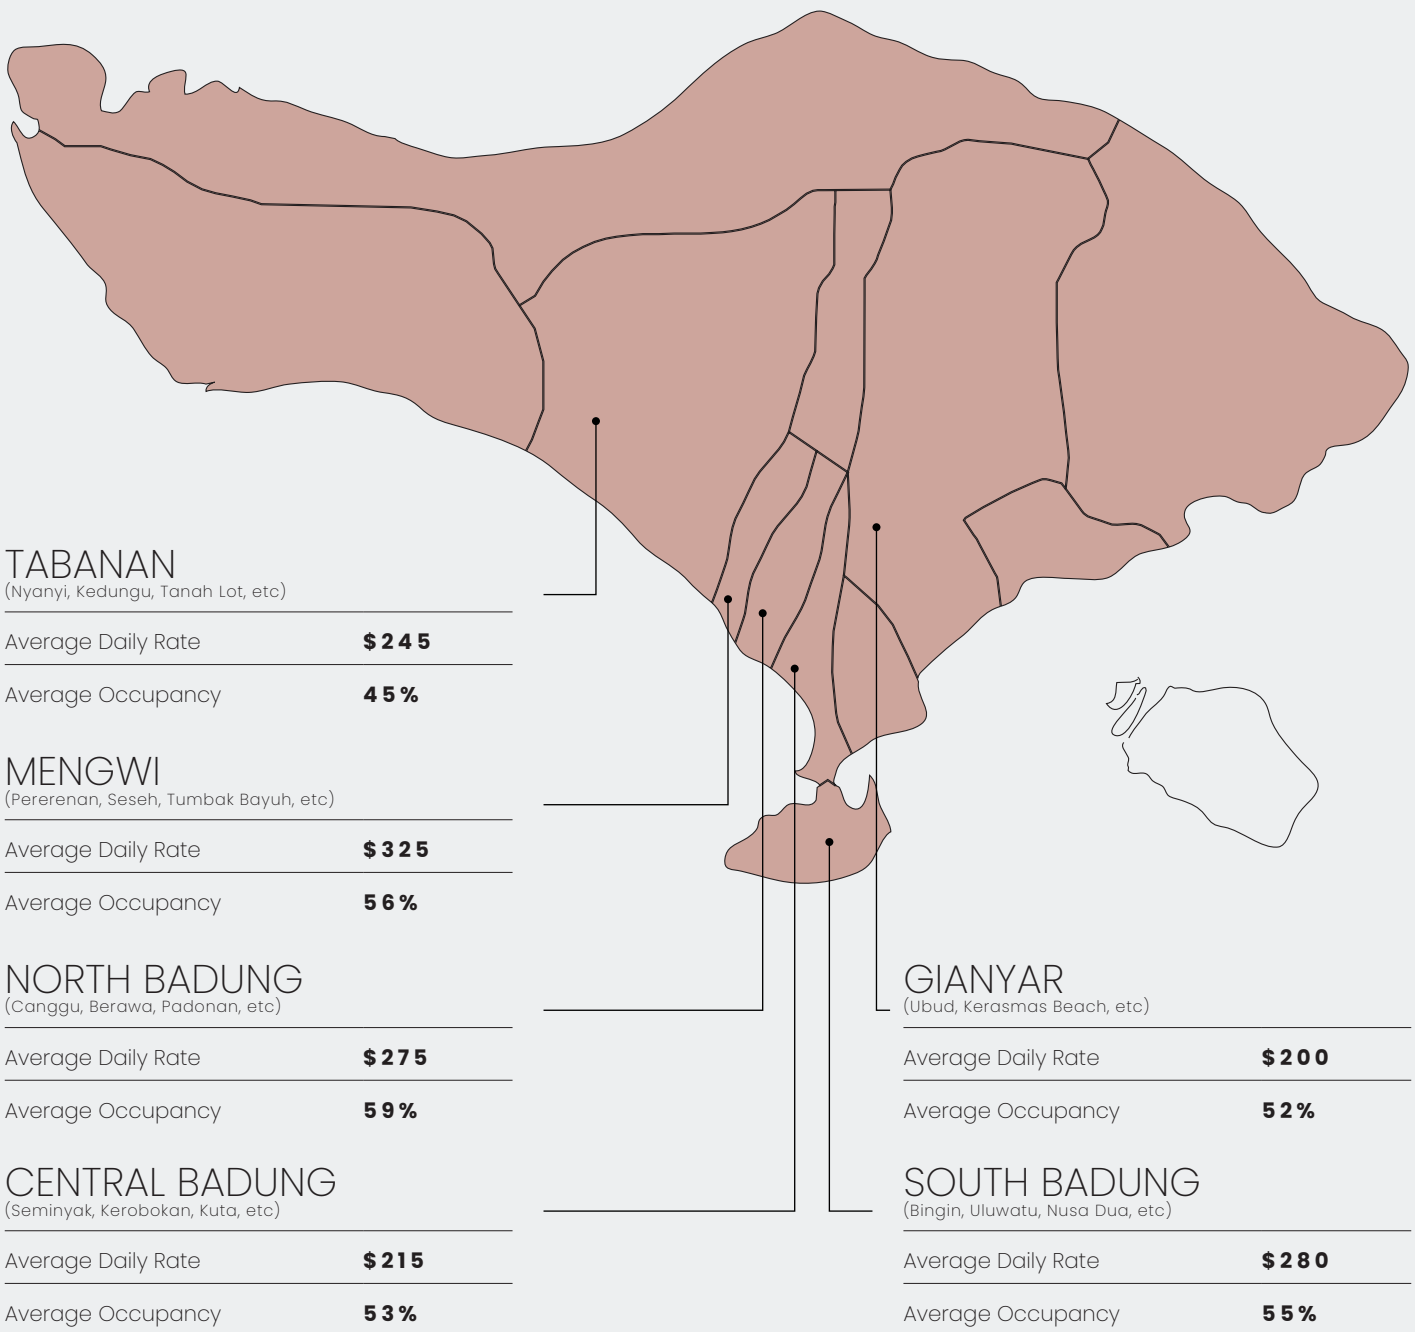 TABANAN
(Nyanyi, Kedungu, Tanah Lot, etc)
Average Daily Rate $245
Average Occupancy 45%
MENGWI
(Pererenan, Seseh, Tumbak Bayuh, etc)
Average Daily Rate $325
Average Occupancy 56%
NORTH BADUNG
(Canggu, Berawa, Padonan, etc)
Average Daily Rate $275
Average Occupancy 59%
CENTRAL BADUNG
(Seminyak, Kerobokan, Kuta, etc)
Average Daily Rate $215
Average Occupancy 53%
GIANYAR
(Ubud, Kerasmas Beach, etc)
Average Daily Rate $200
Average Occupancy 52%
SOUTH BADUNG
(Bingin, Uluwatu, Nusa Dua, etc)
Average Daily Rate $280
Average Occupancy 55%